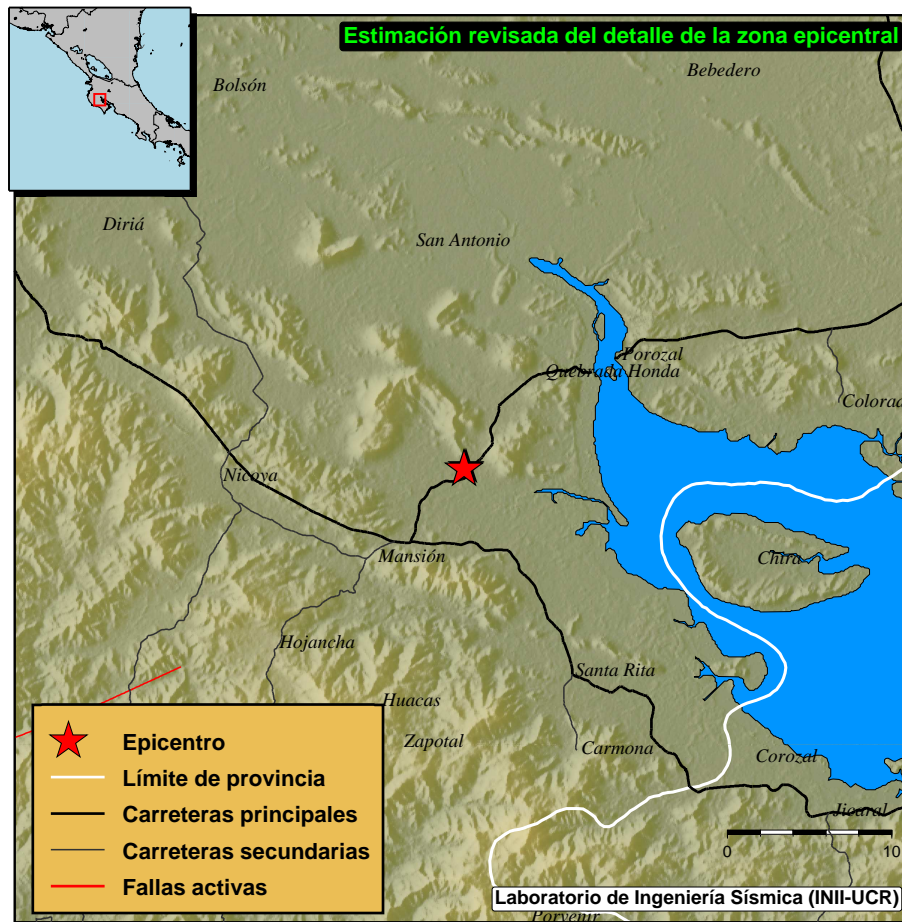 Estimación revisada del detalle de la zona epicentral
Bebedero
Bolsón
Diriá
San Antonio
Porozal
Quebrada Honda
Colorad
Nicoya
Mansión
Chira
Hojancha
Santa Rita
Huacas
Zapotal
Carmona
Corozal
Jicaral
Epicentro
Límite de provincia
Carreteras principales
Carreteras secundarias
Fallas activas
0 10
Laboratorio de Ingeniería Sísmica (INII-UCR)
Porvenir